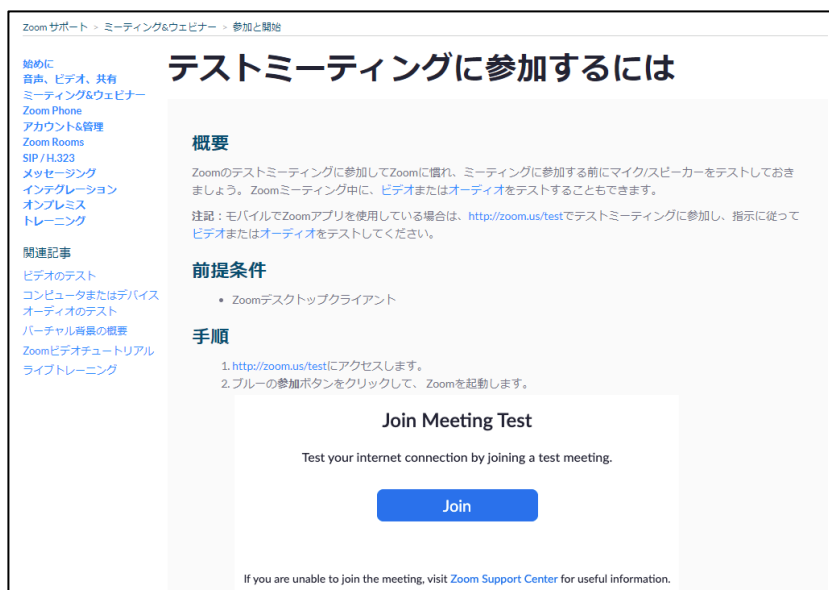 Zoom サポート > ミーティング&ウェビナー > 参加と開始
始めに
音声、ビデオ、共有
ミーティング&ウェビナー
Zoom Phone
アカウント&管理
Zoom Rooms
SIP / H.323
メッセージング
インテグレーション
オンプレミス
トレーニング
関連記事
ビデオのテスト
コンピュータまたはデバイス
オーディオのテスト
バーチャル背景の概要
Zoomビデオチュートリアル
ライブトレーニング
テストミーティングに参加するには
概要
Zoomのテストミーティングに参加してZoomに慣れ、ミーティングに参加する前にマイク/スピーカーをテストしておき
ましょう。 Zoomミーティング中に、ビデオまたはオーディオをテストすることもできます。
注記：モバイルでZoomアプリを使用している場合は、http://zoom.us/testでテストミーティングに参加し、指示に従って
ビデオまたはオーディオをテストしてください。
前提条件
• Zoomデスクトップクライアント
手順
1. http://zoom.us/testにアクセスします。
2. ブルーの参加ボタンをクリックして、 Zoomを起動します。
Join Meeting Test
Test your internet connection by joining a test meeting.
Join
If you are unable to join the meeting, visit Zoom Support Center for useful information.